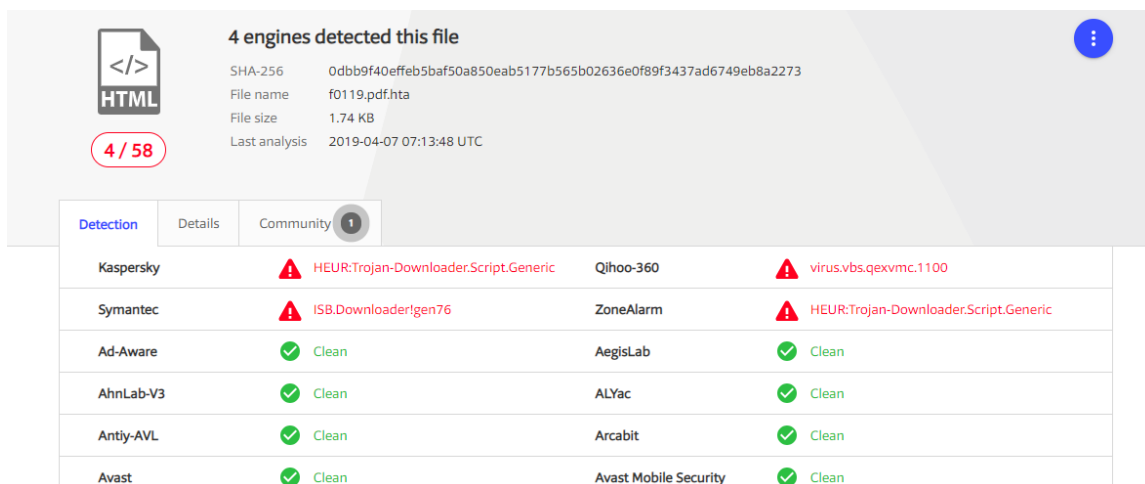 4 engines detected this file
SHA-256 0dbb9f40effeb5baf50a850eab5177b565b02636e0f89f3437ad6749eb8a2273
File name f0119.pdf.hta
File size 1.74 KB
Last analysis 2019-04-07 07:13:48 UTC
</>
HTML
4 / 58
Detection Details Community 1
Kaspersky HEUR:Trojan-Downloader.Script.Generic Qihoo-360 virus.vbs.qexvmc.1100
Symantec ISB.Downloader!gen76 ZoneAlarm HEUR:Trojan-Downloader.Script.Generic
Ad-Aware Clean AegisLab Clean
AhnLab-V3 Clean ALYac Clean
Antiy-AVL Clean Arcabit Clean
Avast Clean Avast Mobile Security Clean